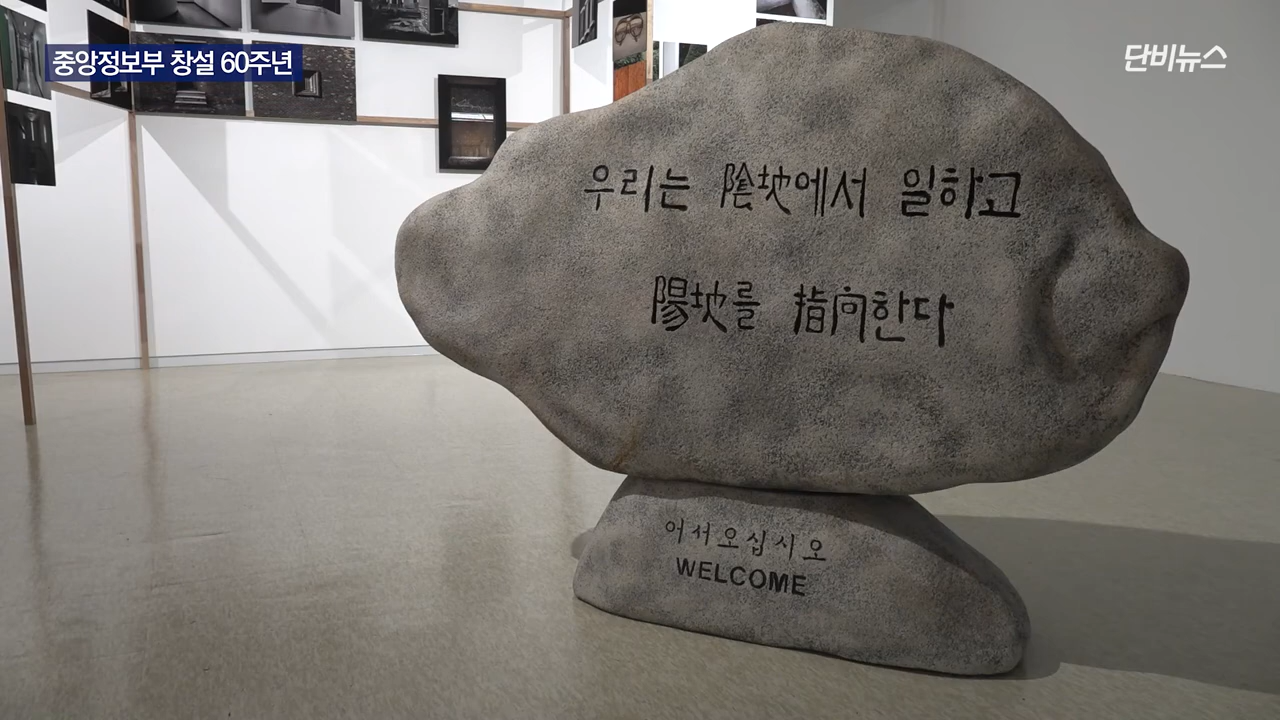 중앙정보부 창설 60주년
단비뉴스
우리는 陰地에서 일하고
陽地를 指向한다
어서오십시오
WELCOME